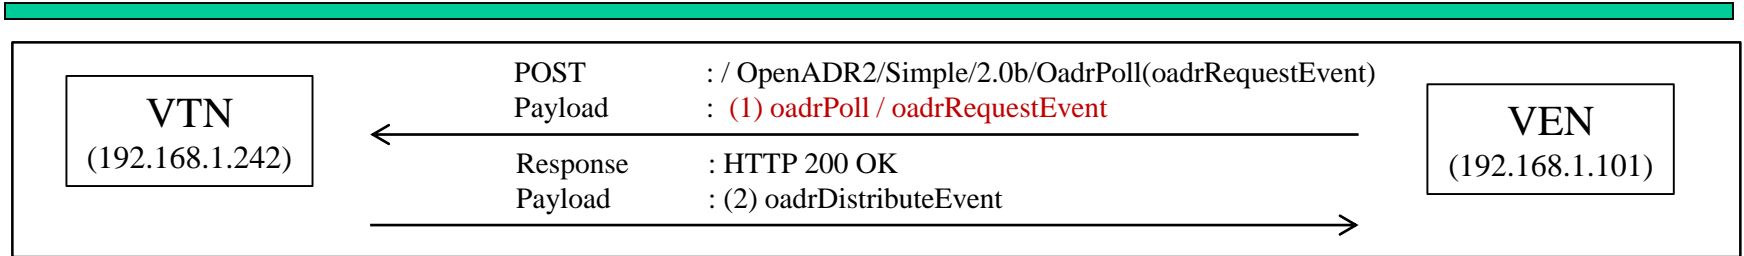 VTN
(192.168.1.242)
POST : / OpenADR2/Simple/2.0b/OadrPoll(oadrRequestEvent)
Payload : (1) oadrPoll / oadrRequestEvent
Response : HTTP 200 OK
Payload : (2) oadrDistributeEvent
VEN
(192.168.1.101)